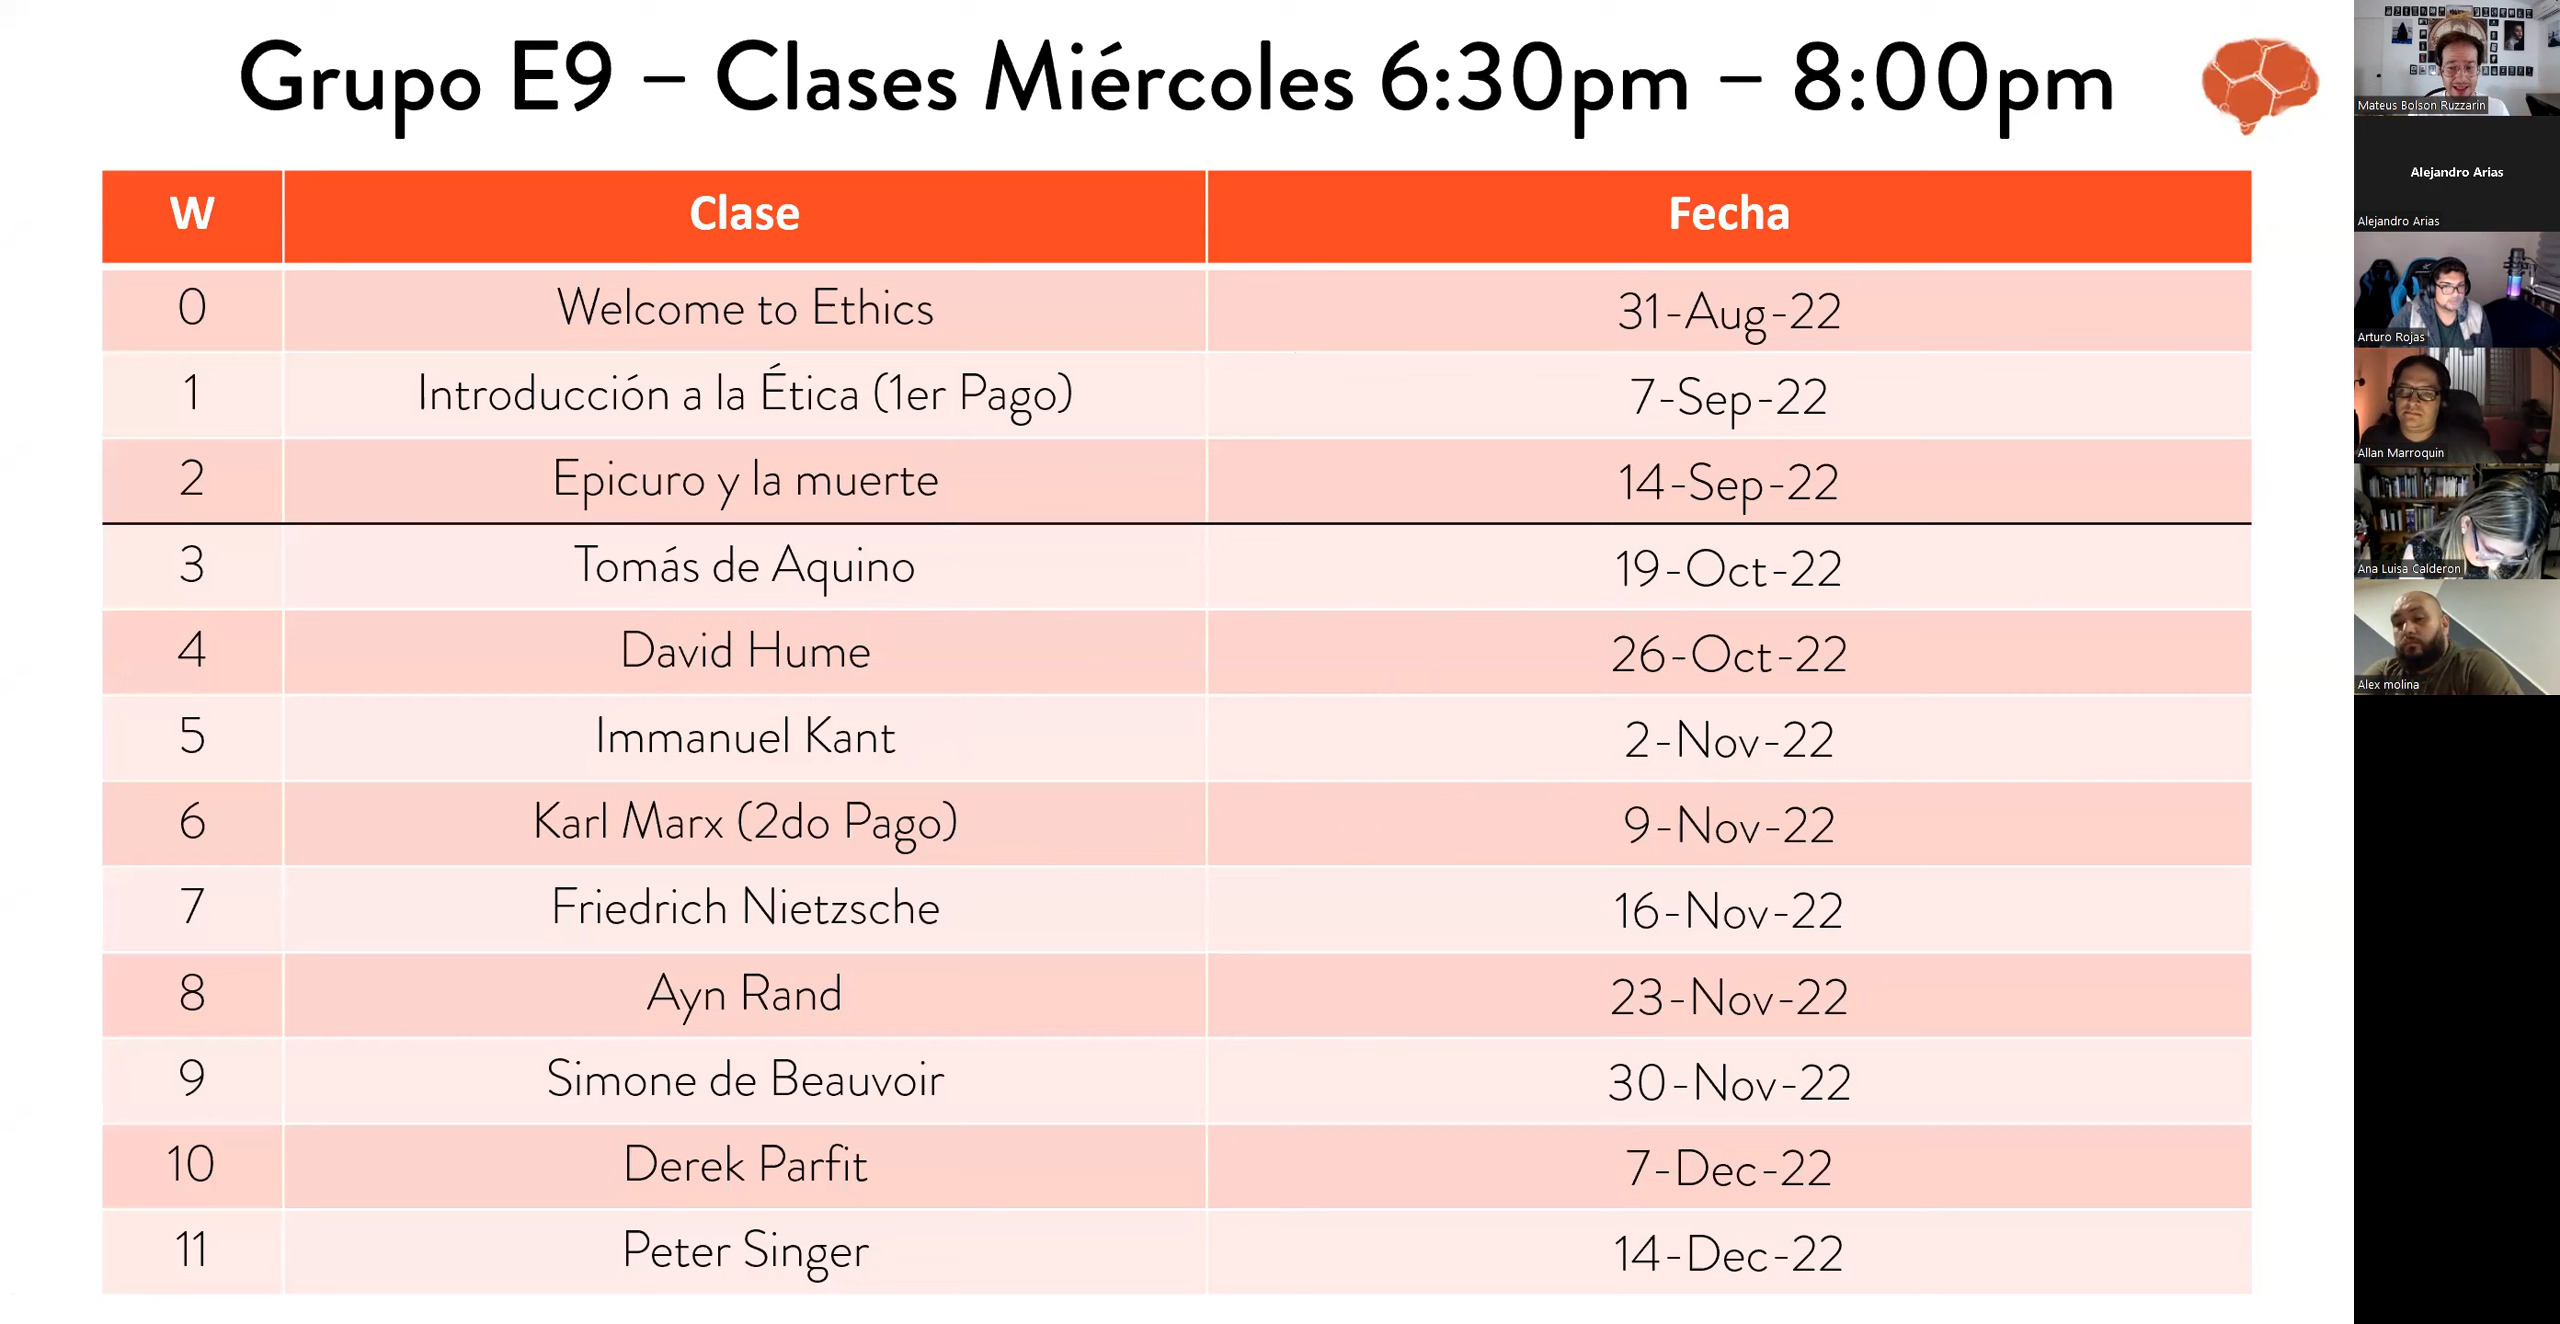 Grupo E9 – Clases Miércoles 6:30pm – 8:00pm
W Clase Fecha
0 Welcome to Ethics 31-Aug-22
1 Introducción a la Ética (1er Pago) 7-Sep-22
2 Epicuro y la muerte 14-Sep-22
3 Tomás de Aquino 19-Oct-22
4 David Hume 26-Oct-22
5 Immanuel Kant 2-Nov-22
6 Karl Marx (2do Pago) 9-Nov-22
7 Friedrich Nietzsche 16-Nov-22
8 Ayn Rand 23-Nov-22
9 Simone de Beauvoir 30-Nov-22
10 Derek Parfit 7-Dec-22
11 Peter Singer 14-Dec-22
Mateus Bolson Ruzzarin
Alejandro Arias
Alejandro Arias
Arturo Rojas
Allan Marroquin
Ana Luisa Calderon
Alex molina